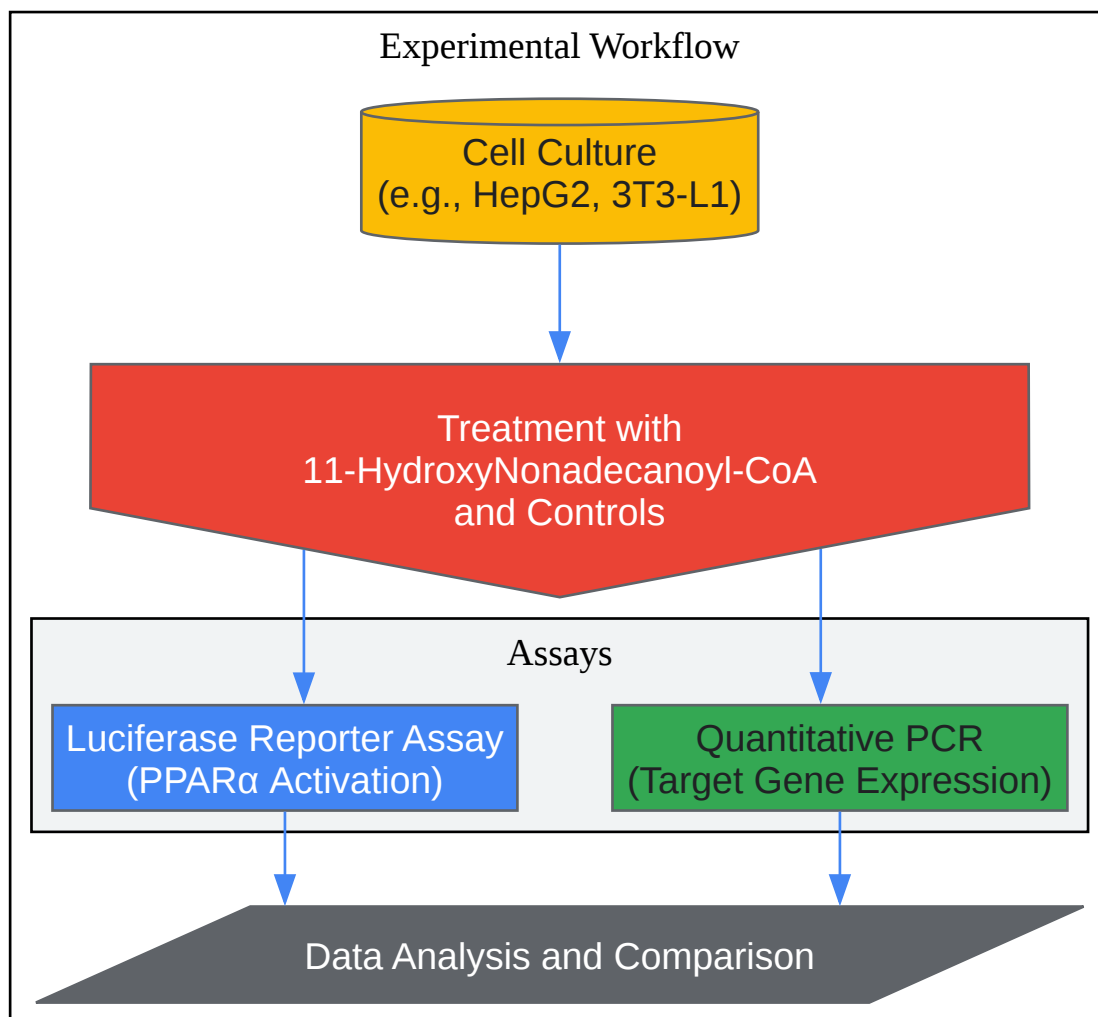 Experimental Workflow
Cell Culture
(e.g., HepG2, 3T3-L1)
Treatment with
11-HydroxyNonadecanoyl-CoA
and Controls
Assays
Luciferase Reporter Assay
(PPARα Activation)
Quantitative PCR
(Target Gene Expression)
Data Analysis and Comparison